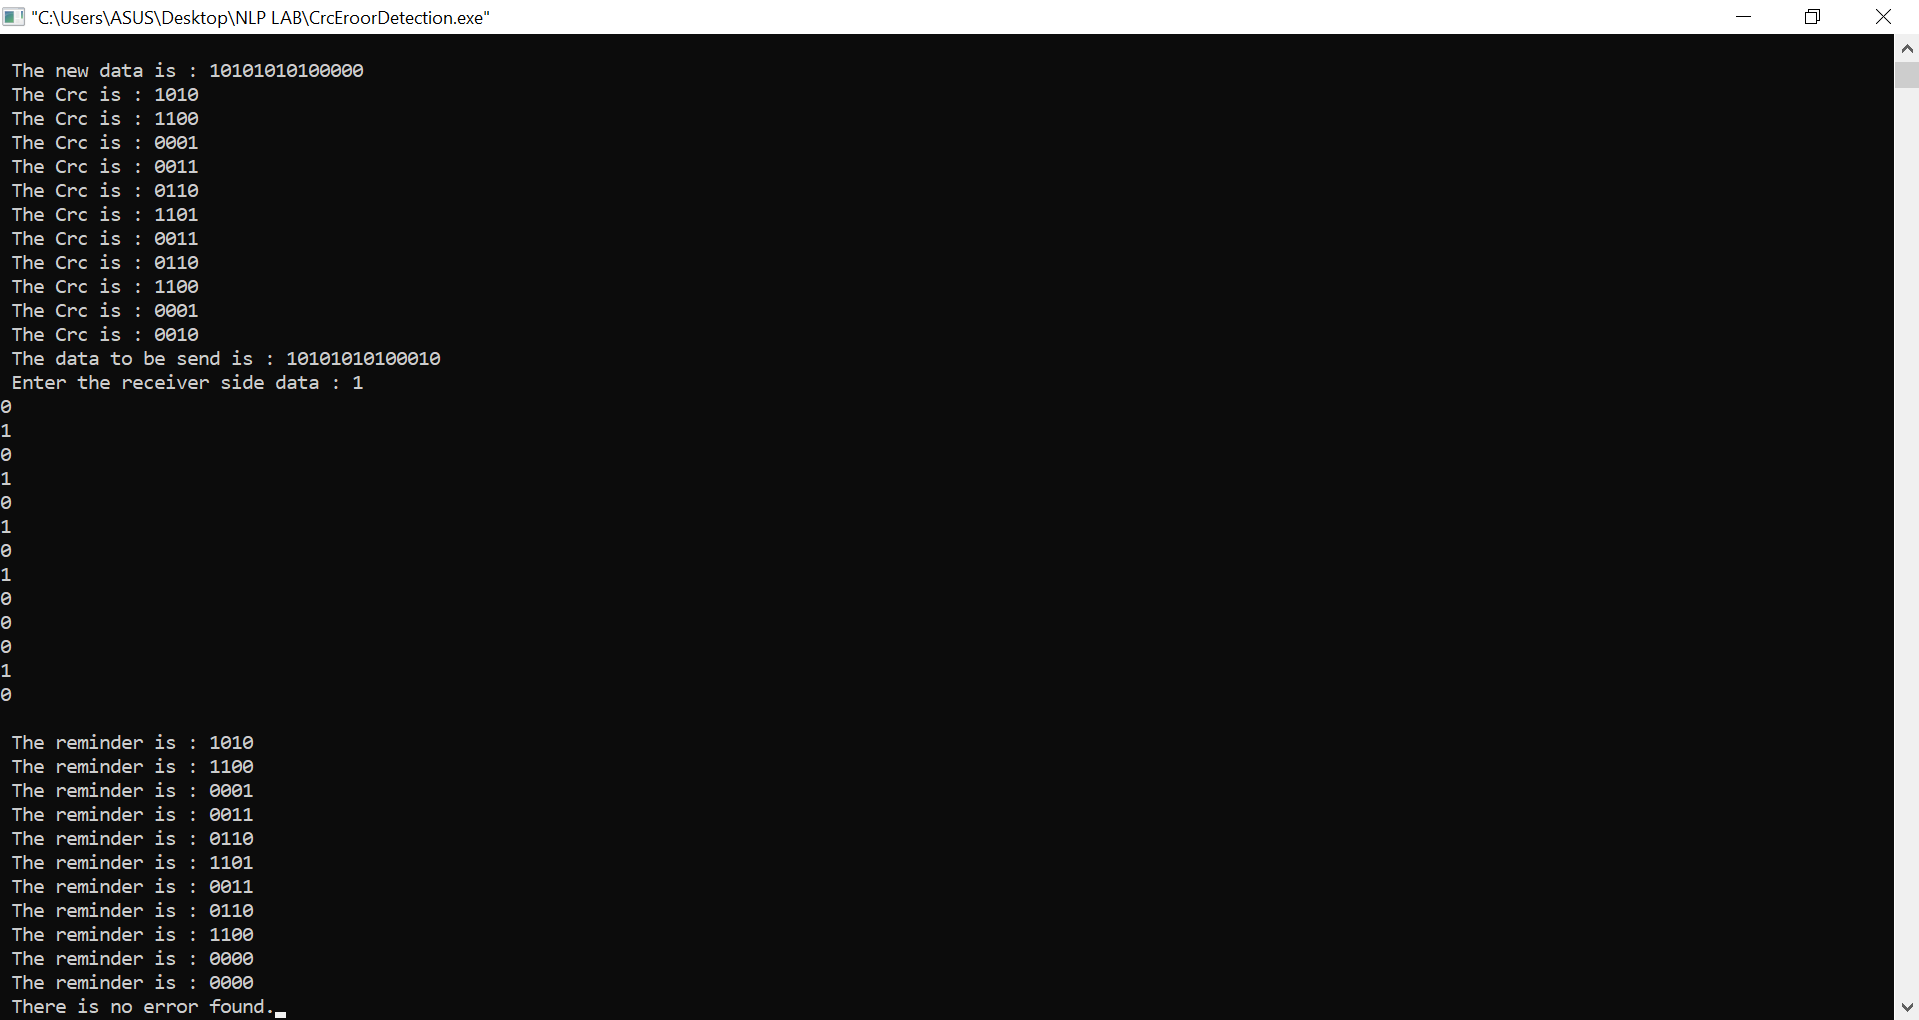 "C:\Users\ASUS\Desktop\NLP LAB\CrcEroorDetection.exe"
The new data is : 10101010100000
The Crc is : 1010
The Crc is : 1100
The Crc is : 0001
The Crc is : 0011
The Crc is : 0110
The Crc is : 1101
The Crc is : 0011
The Crc is : 0110
The Crc is : 1100
The Crc is : 0001
The Crc is : 0010
The data to be send is : 10101010100010
Enter the receiver side data : 1
0
1
0
1
0
1
0
1
0
0
0
1
0
The reminder is : 1010
The reminder is : 1100
The reminder is : 0001
The reminder is : 0011
The reminder is : 0110
The reminder is : 1101
The reminder is : 0011
The reminder is : 0110
The reminder is : 1100
The reminder is : 0000
The reminder is : 0000
There is no error found.